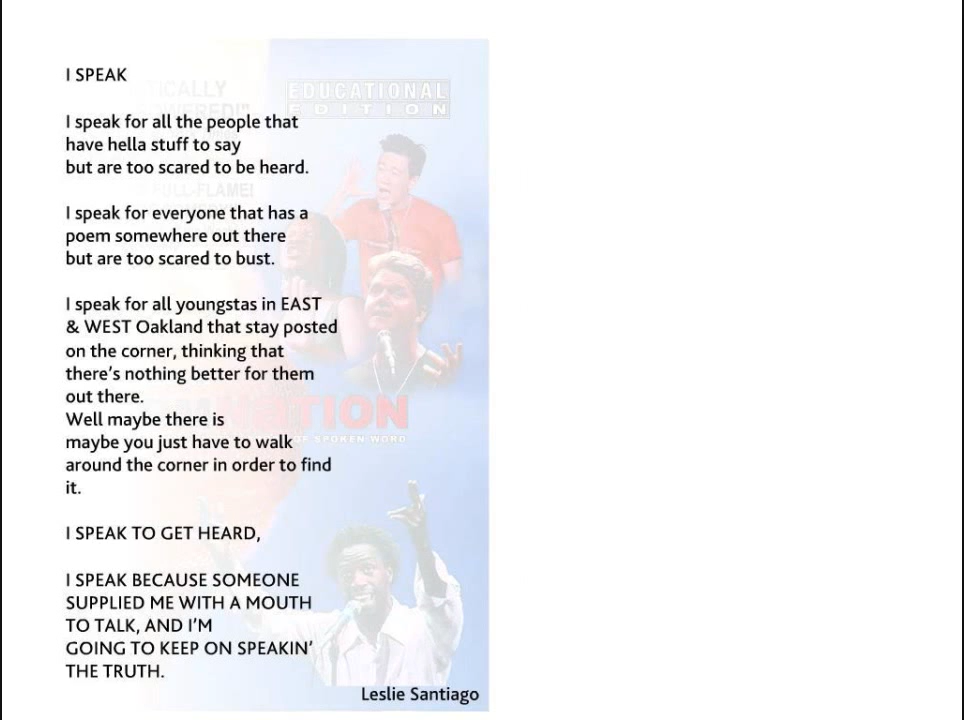 I SPEAK
I speak for all the people that
have hella stuff to say
but are too scared to be heard.
I speak for everyone that has a
poem somewhere out there
but are too scared to bust.
I speak for all youngstas in EAST
& WEST Oakland that stay posted
on the corner, thinking that
there's nothing better for them
out there.
Well maybe there is
maybe you just have to walk
around the corner in order to find
it.
I SPEAK TO GET HEARD,
I SPEAK BECAUSE SOMEONE
SUPPLIED ME WITH A MOUTH
TO TALK, AND I'M
GOING TO KEEP ON SPEAKIN'
THE TRUTH.
Leslie Santiago
EDUCATIONAL
EDITION
FULL-FLAME!
OF SPOKEN WORD